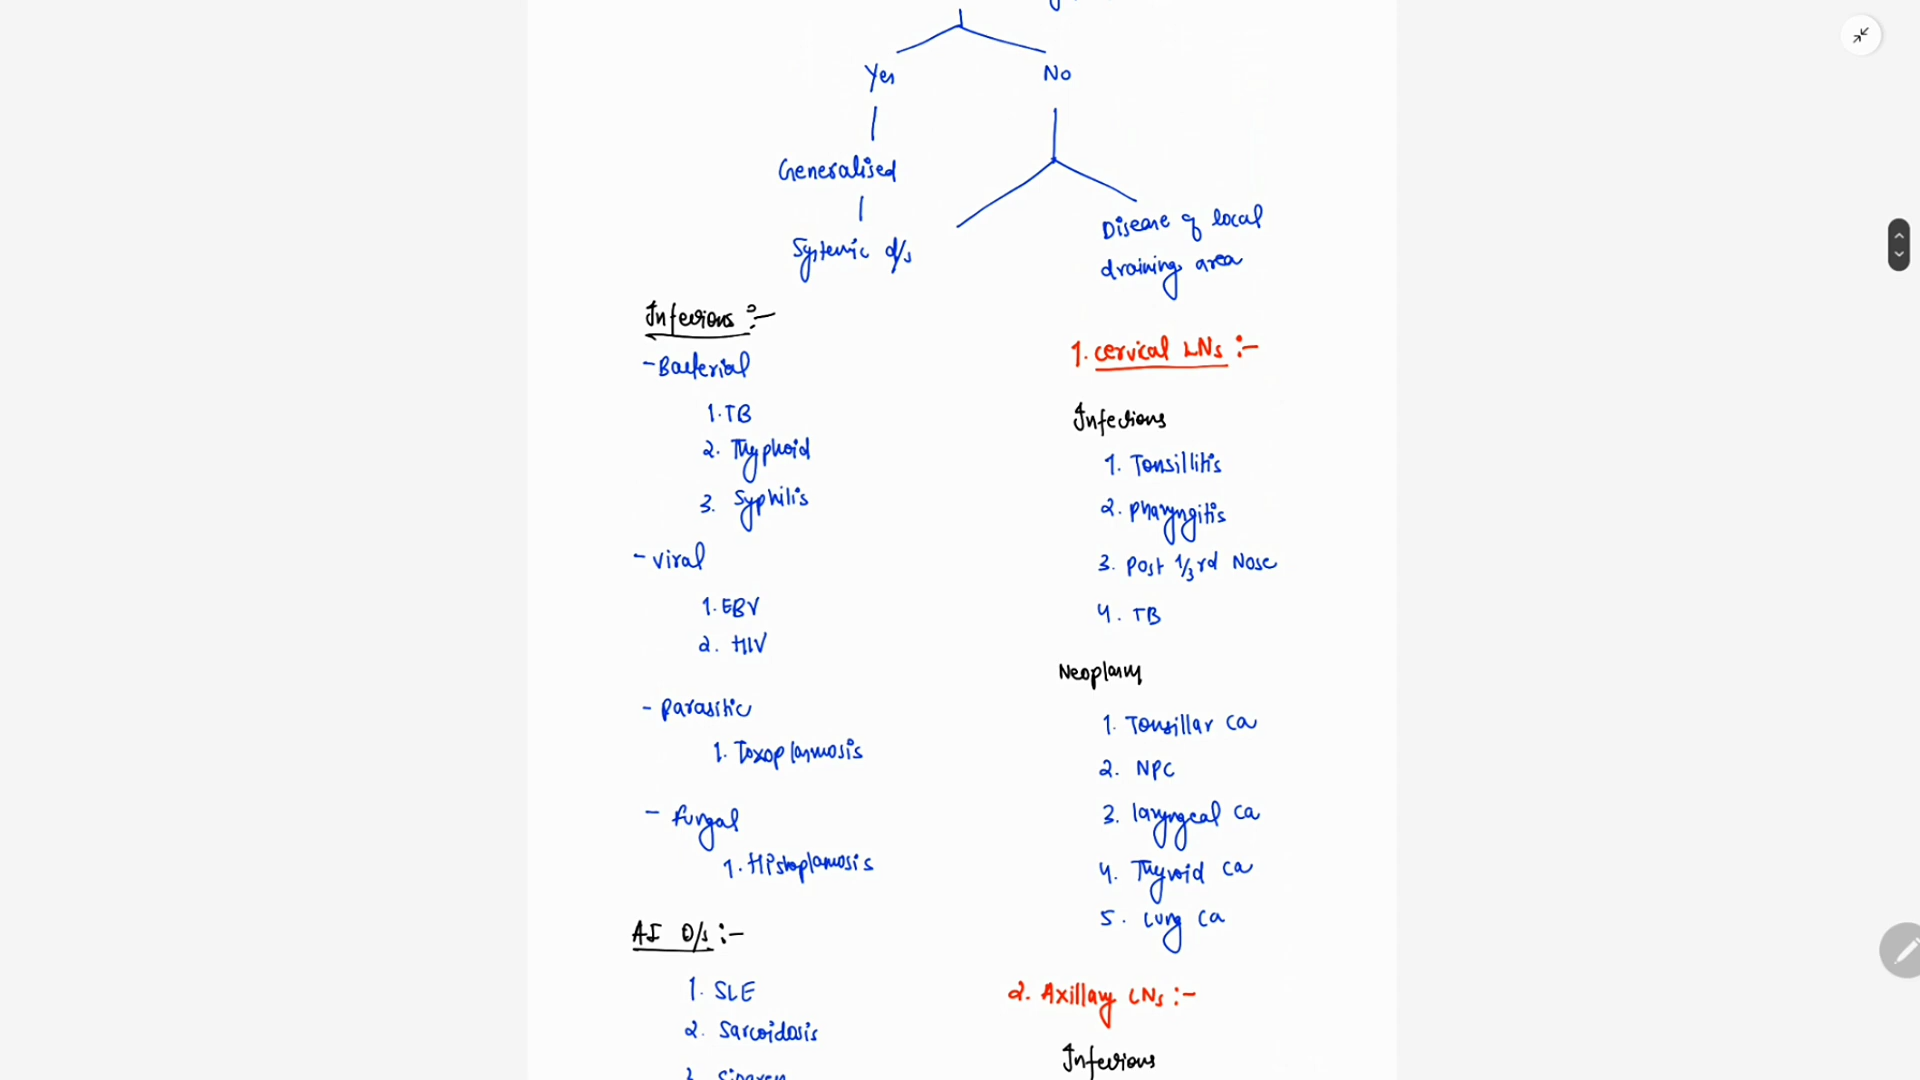 Yes
No
Generalised
Systemic d/s
Disease of local
draining area
Infections :-
- Bacterial
1. TB
2. Thyphoid
3. Syphilis
- Viral
1. EBV
2. HIV
- Parasitic
1. Toxoplasmosis
- fungal
1. Histoplamosis
AI D/s :-
1. SLE
2. Sarcoidosis
1. Cervical LNs :-
Infections
1. Tonsillitis
2. Pharyngitis
3. Post 1/3rd Nose
4. TB
Neoplasm
1. Tonsillar Ca
2. NPC
3. laryngeal Ca
4. Thyroid Ca
5. Lung Ca
2. Axillary LNs :-
Infections